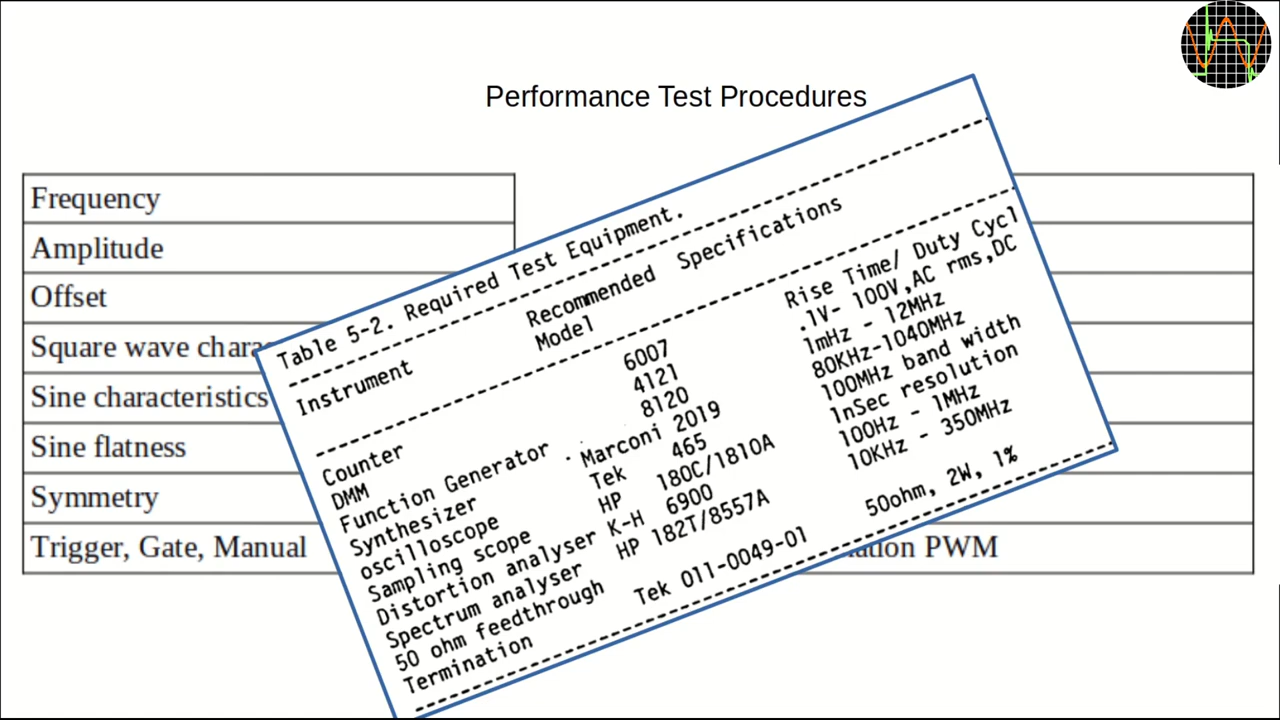 Performance Test Procedures
Frequency
Amplitude
Offset
Square wave chara
Sine characteristics
Sine flatness
Symmetry
Trigger, Gate, Manual
ation PWM
Table 5-2. Required Test Equipment.
Instrument Recommended Specifications
Model
Counter 6007 Rise Time/ Duty Cycl
DMM 4121 .1V- 100V,AC rms,DC
Function Generator 8120 1mHz - 12MHz
Synthesizer Marconi 2019 80KHz-1040MHz
oscilloscope Tek 465 100MHz band width
Sampling scope HP 180C/1810A 1nSec resolution
Distortion analyser K-H 6900 100Hz - 1MHz
Spectrum analyser HP 182T/8557A 10KHz - 350MHz
50 ohm feedthrough
Termination Tek 011-0049-01 50ohm, 2W, 1%